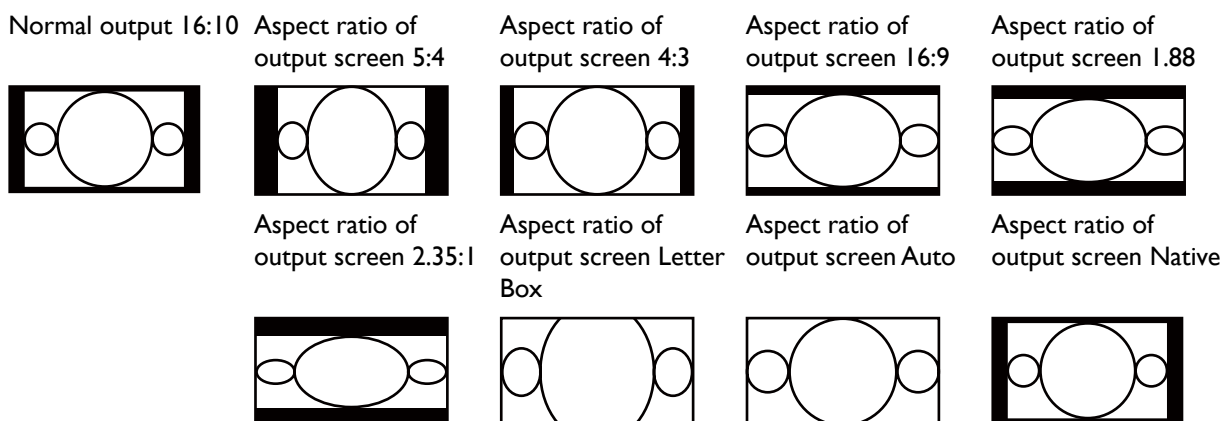 Normal output 16:10
Aspect ratio of
output screen 5:4
Aspect ratio of
output screen 4:3
Aspect ratio of
output screen 16:9
Aspect ratio of
output screen 1.88
Aspect ratio of
output screen 2.35:1
Aspect ratio of
output screen Letter
Box
Aspect ratio of
output screen Auto
Aspect ratio of
output screen Native